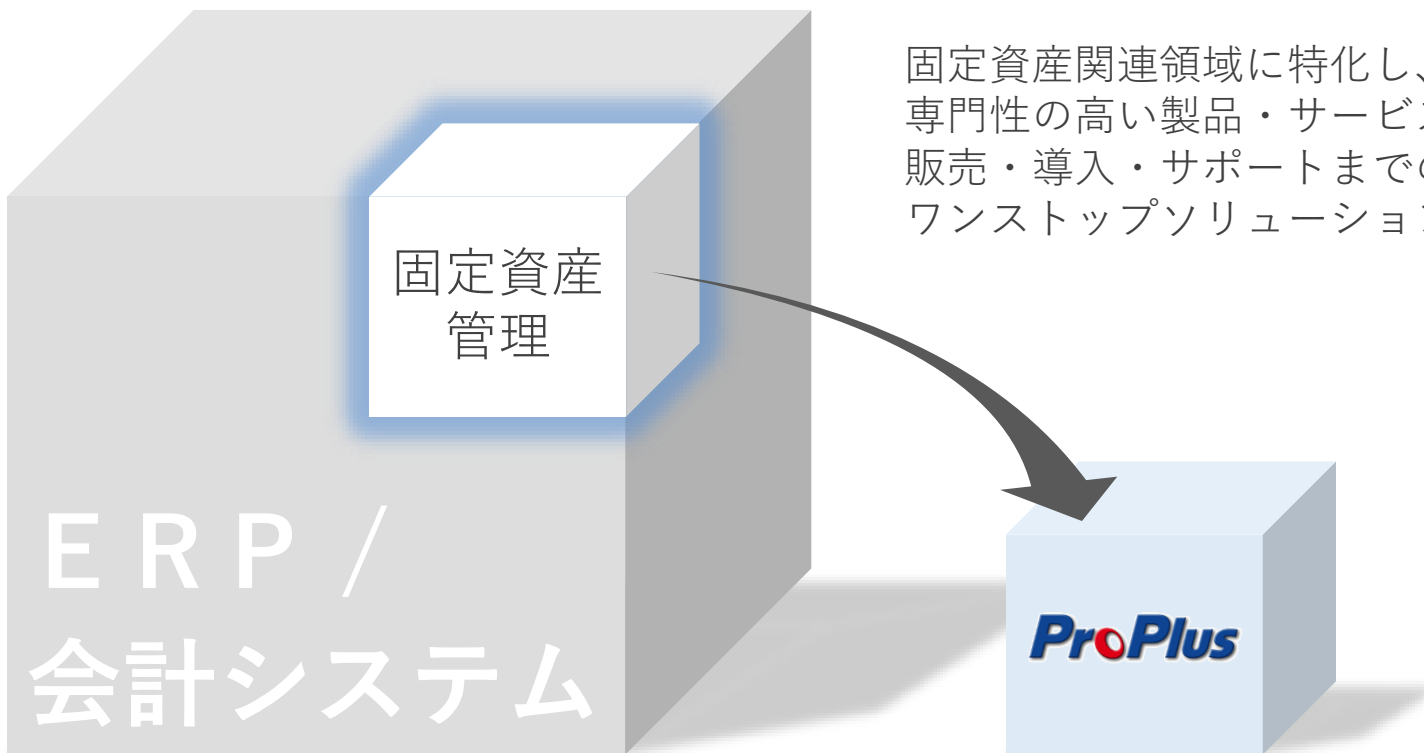 固定資産関連領域に特化し、
専門性の高い製品・サービス
販売・導入・サポートまでの
ワンストップソリューション
固定資産
管理
ＥＲＰ/
会計システム
ProPlus